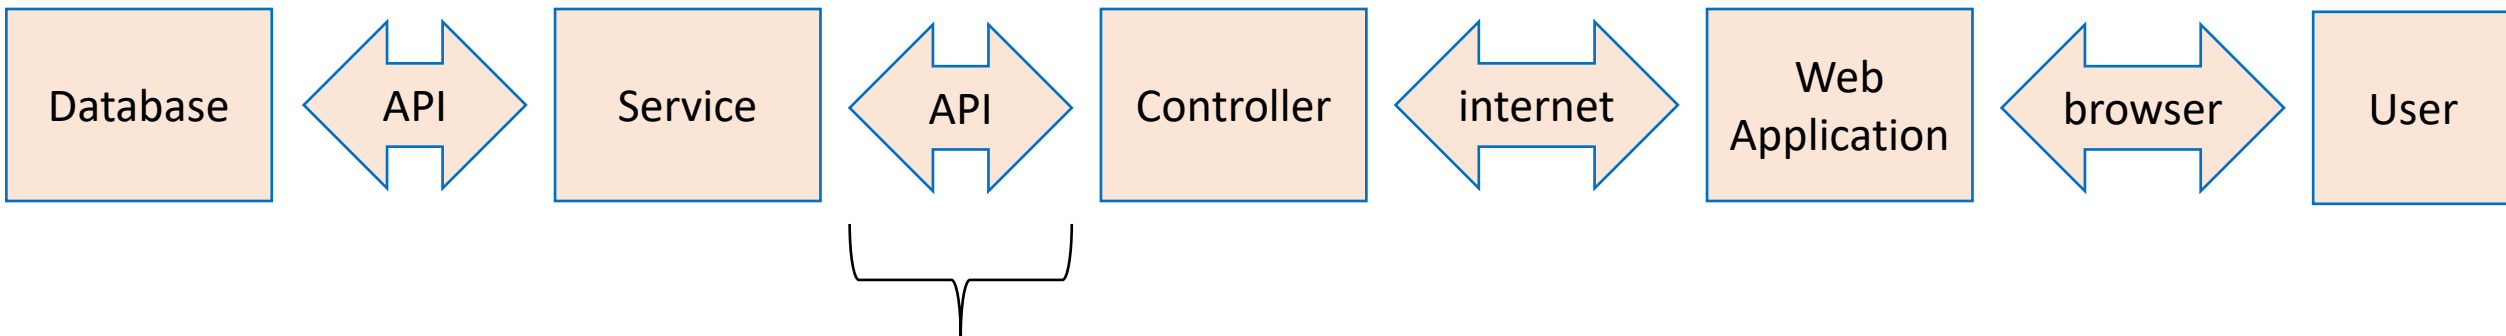 Database
API
Service
API
Controller
internet
Web
Application
browser
User